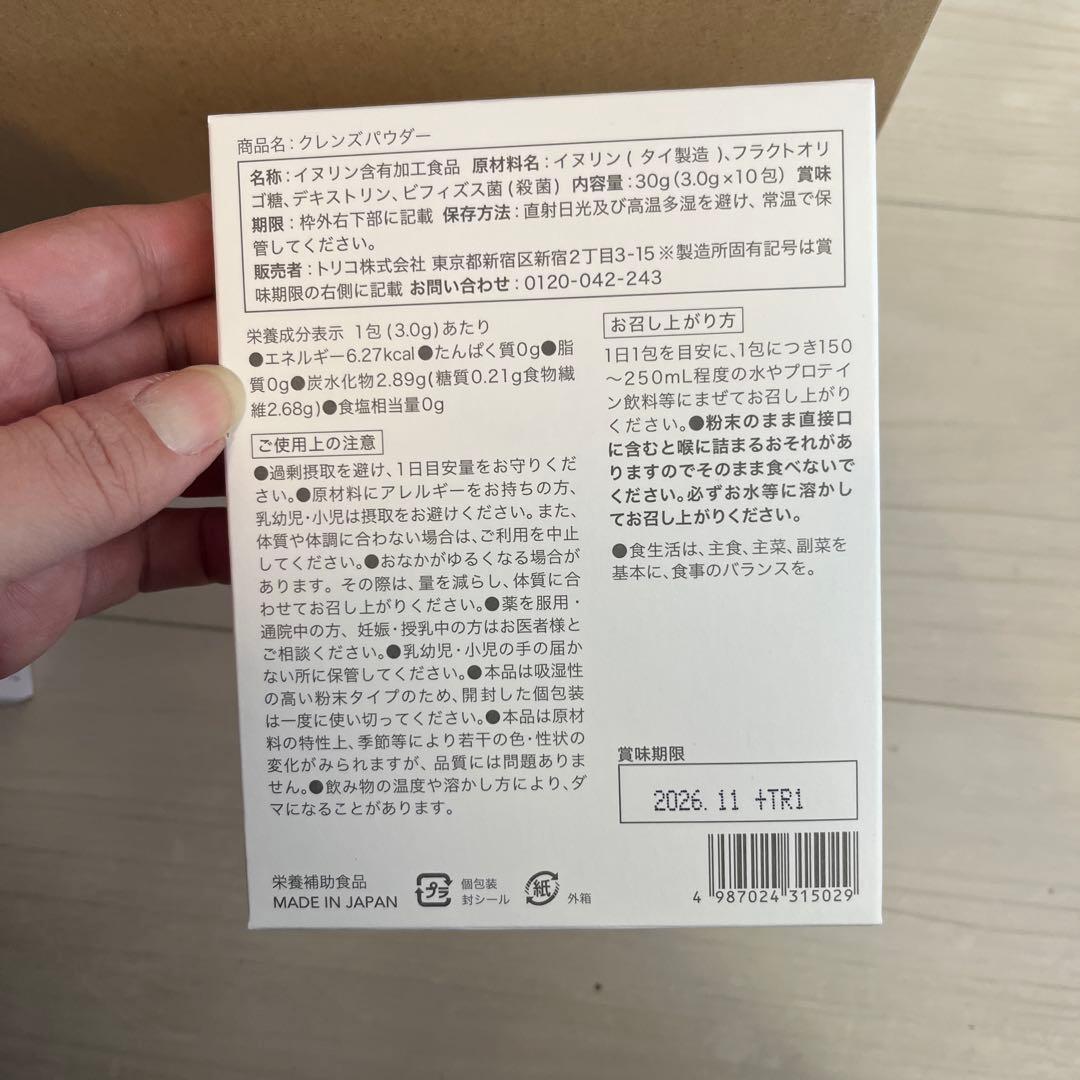 商品名:クレンズパウダー
名称:イヌリン含有加工食品 原材料名:イヌリン(タイ製造)、フラクトオリ
ゴ糖、デキストリン、ビフィズス菌(殺菌) 内容量:30g(3.0g×10包) 賞味
期限:枠外右下部に記載 保存方法:直射日光及び高温多湿を避け、常温で保
管してください。
販売者:トリコ株式会社 東京都新宿区新宿2丁目3-15※製造所固有記号は賞
味期限の右側に記載 お問い合わせ:0120-042-243
栄養成分表示 1包(3.0g)あたり
●エネルギー6.27kcal●たんぱく質0g●脂
質0g●炭水化物2.89g(糖質0.21g食物繊
維2.68g)●食塩相当量0g
ご使用上の注意
●過剰摂取を避け、1日目安量をお守りくだ
さい。●原材料にアレルギーをお持ちの方、
乳幼児・小児は摂取をお避けください。また、
体質や体調に合わない場合は、ご利用を中止
してください。●おなかがゆるくなる場合が
あります。その際は、量を減らし、体質に合
わせてお召し上がりください。●薬を服用・
通院中の方、妊娠・授乳中の方はお医者様と
ご相談ください。●乳幼児・小児の手の届か
ない所に保管してください。●本品は吸湿性
の高い粉末タイプのため、開封した個包装
は一度に使い切ってください。●本品は原材
料の特性上、季節等により若干の色・性状の
変化がみられますが、品質には問題ありま
せん。●飲み物の温度や溶かし方により、ダ
マになることがあります。
お召し上がり方
1日1包を目安に、1包につき150
～250mL程度の水やプロテイ
ン飲料等にまぜてお召し上がり
ください。●粉末のまま直接口
に含むと喉に詰まるおそれがあ
りますのでそのまま食べないで
ください。必ずお水等に溶かし
てお召し上がりください。
●食生活は、主食、主菜、副菜を
基本に、食事のバランスを。
賞味期限
2026.11 +TR1
栄養補助食品
MADE IN JAPAN
プラ
個包装
封シール
紙
外箱
4 987024 315029